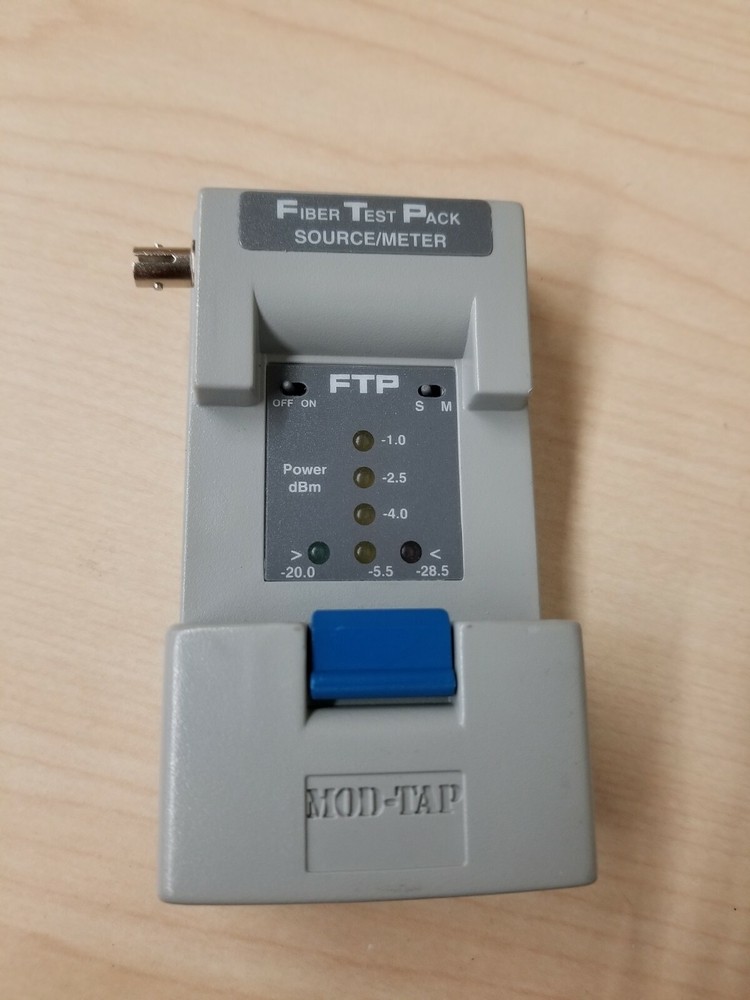 FIBER TEST PACK
SOURCE/METER
FTP
OFF ON
S M
-1.0
Power
dBm
-2.5
-4.0
> <
-20.0 -5.5 -28.5
MOD-TAP